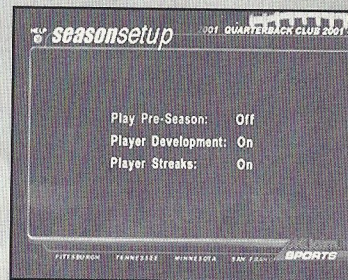 HELP
seasonsetup
2001 QUARTERBACK CLUB 2001
Play Pre-Season: Off
Player Development: On
Player Streaks: On
PITTSBURGH TENNESSEE MINNESOTA SAN FRANC
SPORTS